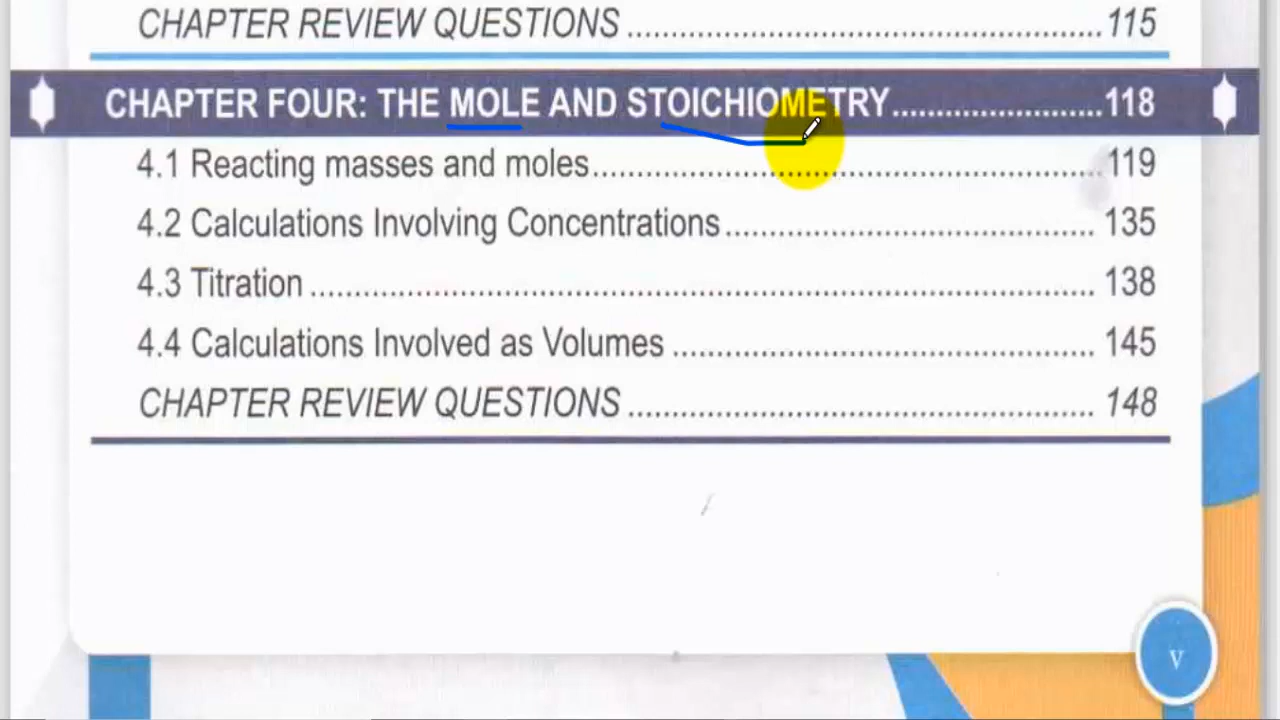 CHAPTER REVIEW QUESTIONS ........................................................ 115
CHAPTER FOUR: THE MOLE AND STOICHIOMETRY ........................ 118
4.1 Reacting masses and moles ........................................................ 119
4.2 Calculations Involving Concentrations .......................................... 135
4.3 Titration ........................................................................................ 138
4.4 Calculations Involved as Volumes ................................................ 145
CHAPTER REVIEW QUESTIONS ........................................................ 148
v